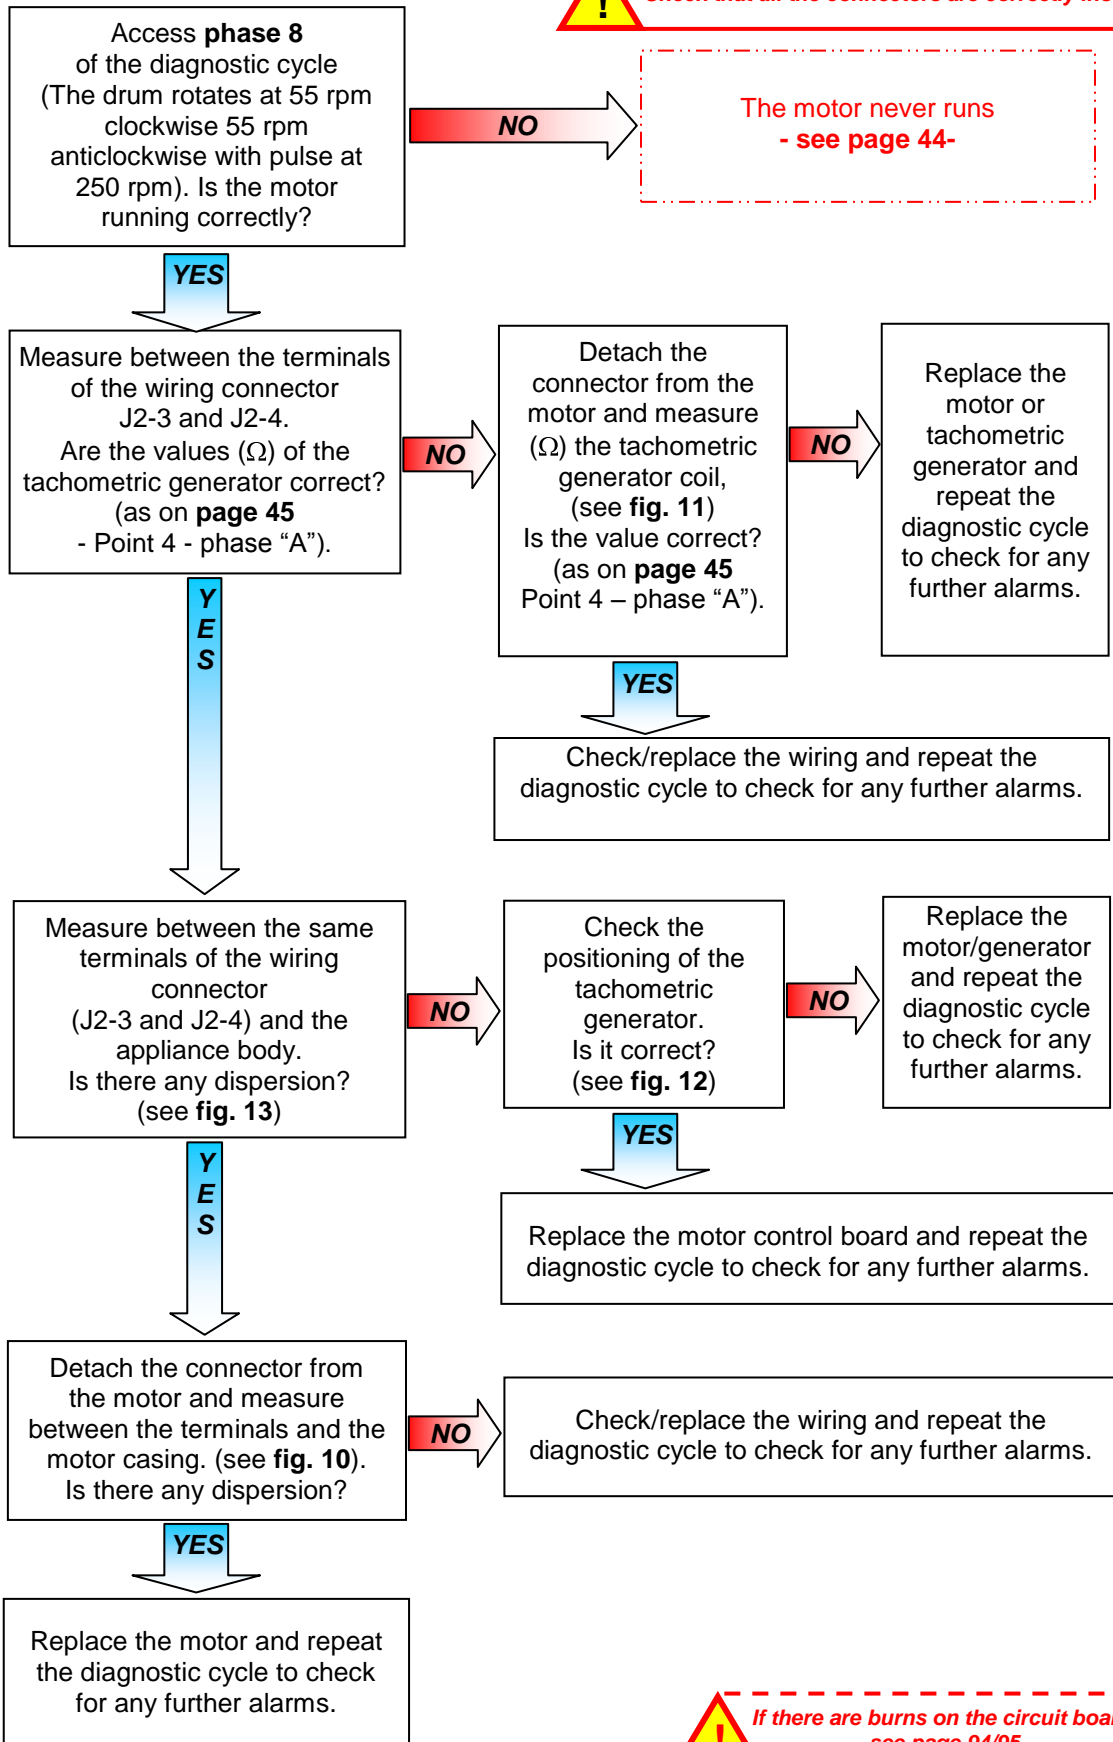 !
Check that all the connectors are correctly
Access phase 8
of the diagnostic cycle
(The drum rotates at 55 rpm
clockwise 55 rpm
anticlockwise with pulse at
250 rpm). Is the motor
running correctly?
NO
The motor never runs
- see page 44-
YES
Measure between the terminals
of the wiring connector
J2-3 and J2-4.
Are the values (Ω) of the
tachometric generator correct?
(as on page 45
- Point 4 - phase “A”).
NO
Detach the
connector from the
motor and measure
(Ω) the tachometric
generator coil,
(see fig. 11)
Is the value correct?
(as on page 45
Point 4 – phase “A”).
NO
Replace the
motor or
tachometric
generator and
repeat the
diagnostic cycle
to check for any
further alarms.
Y
E
S
YES
Check/replace the wiring and repeat the
diagnostic cycle to check for any further alarms.
Measure between the same
terminals of the wiring
connector
(J2-3 and J2-4) and the
appliance body.
Is there any dispersion?
(see fig. 13)
NO
Check the
positioning of the
tachometric
generator.
Is it correct?
(see fig. 12)
NO
Replace the
motor/generator
and repeat the
diagnostic cycle
to check for any
further alarms.
Y
E
S
YES
Replace the motor control board and repeat the
diagnostic cycle to check for any further alarms.
Detach the connector from
the motor and measure
between the terminals and the
motor casing. (see fig. 10).
Is there any dispersion?
NO
Check/replace the wiring and repeat the
diagnostic cycle to check for any further alarms.
YES
Replace the motor and repeat
the diagnostic cycle to check
for any further alarms.
!
If there are burns on the circuit boar
see page 94/95